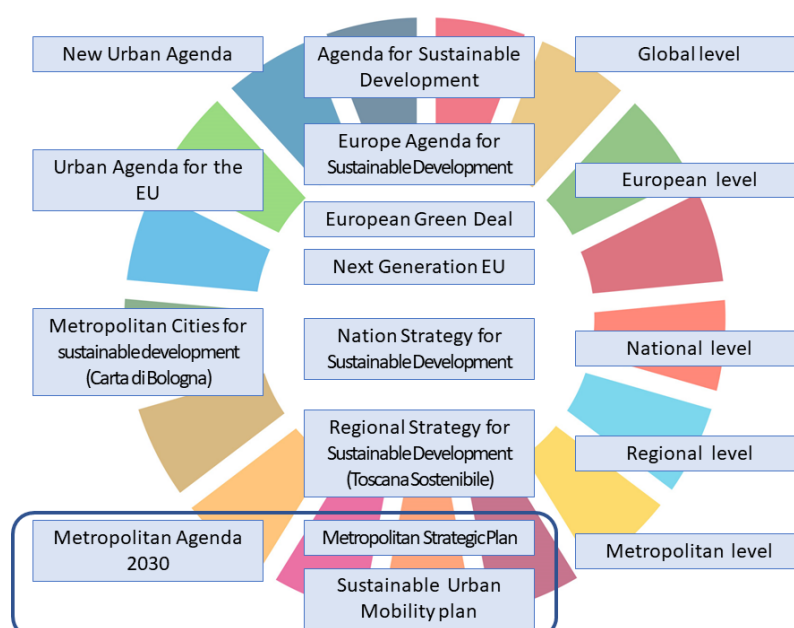 New Urban Agenda
Agenda for Sustainable
Development
Global level
Europe Agenda for
Sustainable Development
Urban Agenda for the
EU
European level
European Green Deal
Next Generation EU
Metropolitan Cities for
sustainable development
(Carta di Bologna)
Nation Strategy for
Sustainable Development
National level
Regional Strategy for
Sustainable Development
(Toscana Sostenibile)
Regional level
Metropolitan Agenda
2030
Metropolitan Strategic Plan
Metropolitan level
Sustainable Urban
Mobility plan